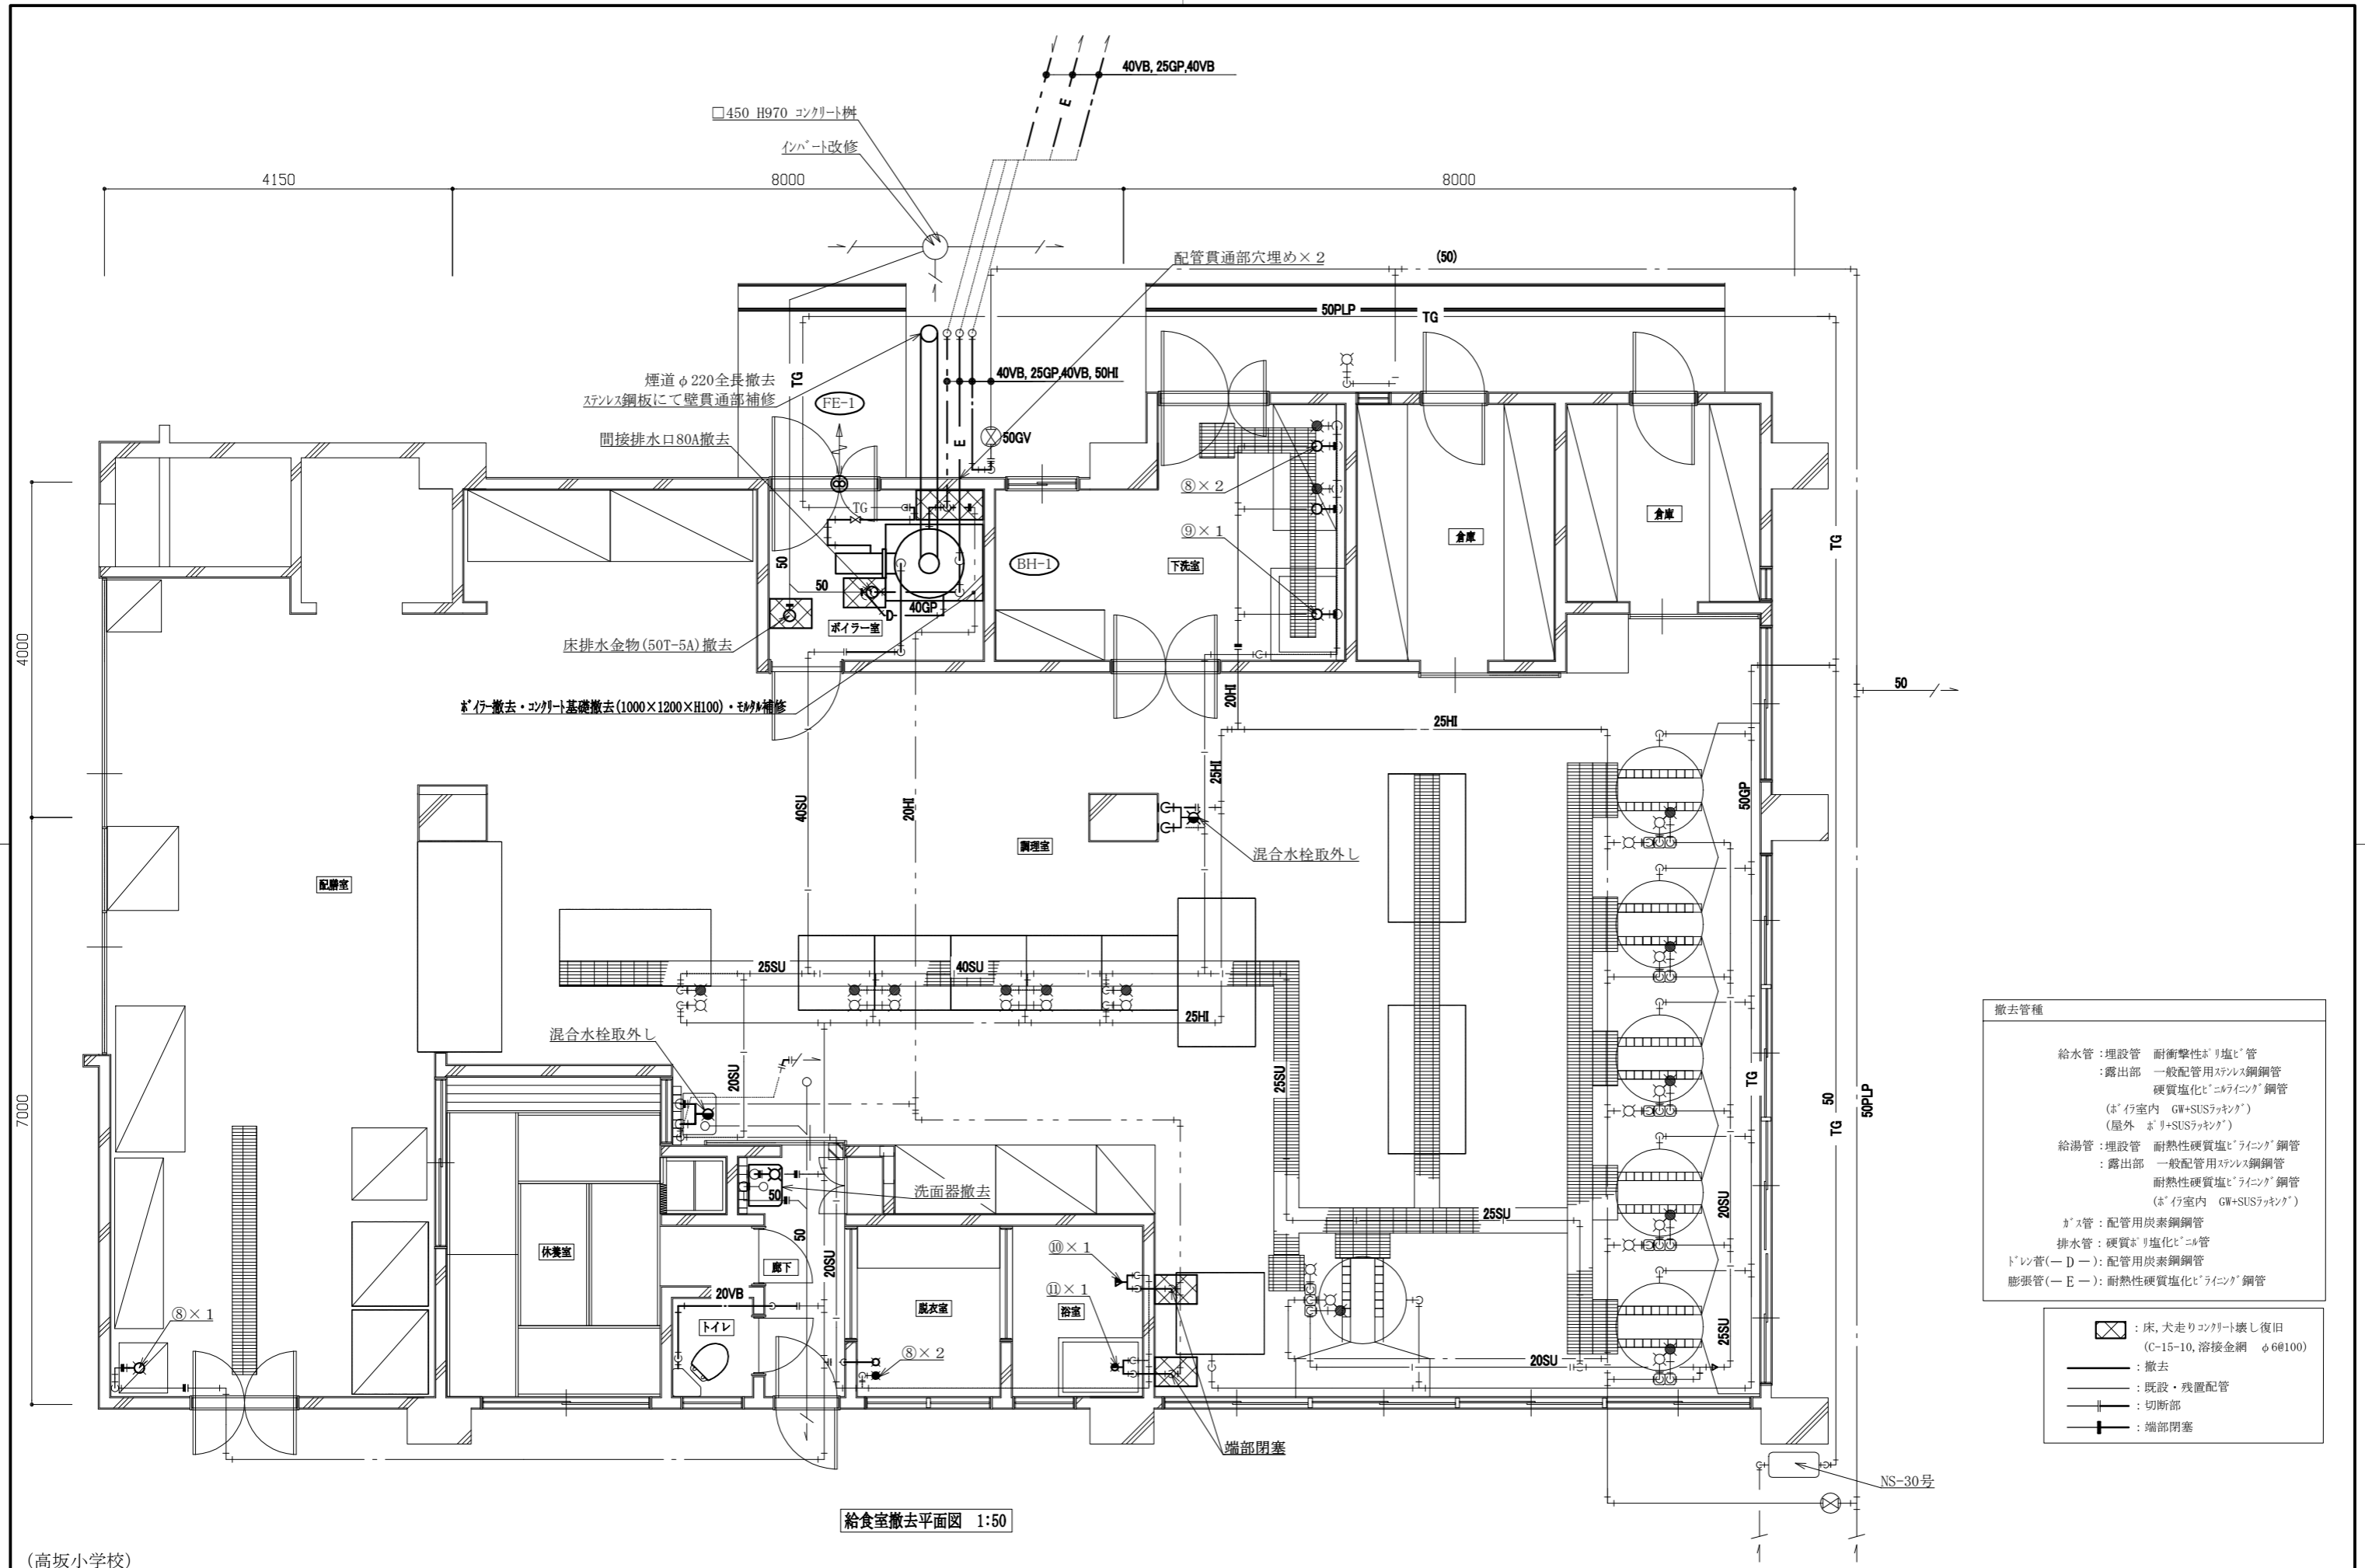 40VB, 25GP,40VB
□450 H970 コンクリート桝
インバート改修
E
4150
8000
8000
配管貫通部穴埋め×2
(50)
50PLP
TG
煙道φ220全長撤去
ステンレス鋼板にて壁貫通部補修
TG
FE-1
40VB, 25GP,40VB, 50HI
間接排水口80A撤去
E
50GV
⑧×2
TG
⑨×1
倉庫
倉庫
TG
50
BH-1
下洗室
50
40GP
D
ボイラー室
床排水金物(50T-5A)撤去
4000
20HI
50
ボイラー撤去・コンクリート基礎撤去(1000×1200×H100)・モルタル補修
25HI
25HI
40SU
20HI
50GP
調理室
混合水栓取外し
配膳室
25SU
40SU
25HI
混合水栓取外し
20SU
25SU
TG
50
TG
50PLP
7000
50
洗面器撤去
20SU
25SU
50
20SU
休養室
廊下
⑩×1
⑪×1
20VB
脱衣室
浴室
トイレ
⑧×1
⑧×2
25SU
20SU
端部閉塞
NS-30号
撤去管種
給水管：埋設管 耐衝撃性ポリ塩ビ管
：露出部 一般配管用ステンレス鋼鋼管
硬質塩化ビニルライニング鋼管
(ボイラ室内 GW+SUSラッキング)
(屋外 ポリ+SUSラッキング)
給湯管：埋設管 耐熱性硬質塩ビライニング鋼管
：露出部 一般配管用ステンレス鋼鋼管
耐熱性硬質塩ビライニング鋼管
(ボイラ室内 GW+SUSラッキング)
ガス管：配管用炭素鋼鋼管
排水管：硬質ポリ塩化ビニル管
ドレン菅(－D－)：配管用炭素鋼鋼管
膨張管(－E－)：耐熱性硬質塩化ビライニング鋼管
：床,犬走りコンクリート壊し復旧
(C-15-10,溶接金網 φ6@100)
：撤去
：既設・残置配管
：切断部
：端部閉塞
給食室撤去平面図 1:50
(高坂小学校)